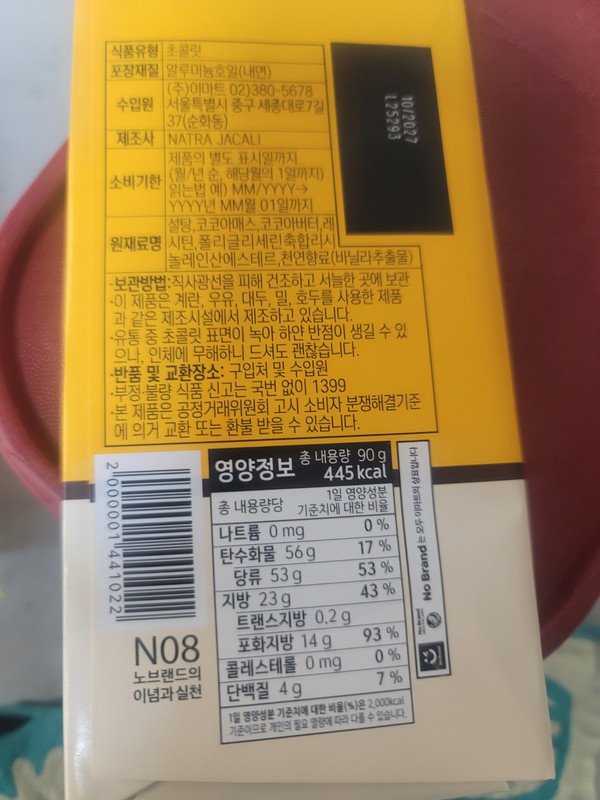 식품유형 초콜릿
포장재질 알루미늄호일(내면)
수입원 (주)이마트 02)380-5678
서울특별시 중구 세종대로7길
37(순화동)
제조사 NATRA JACALI
소비기한 제품의 별도 표시일까지
(월/년 순, 해당월의 1일까지)
읽는법 예) MM/YYYY→
YYYY년 MM월 01일까지
원재료명 설탕,코코아매스,코코아버터,레
시틴,폴리글리세린축합리시
놀레인산에스테르,천연향료(바닐라추출물)
10/2027
L25293
·보관방법:직사광선을 피해 건조하고 서늘한 곳에 보관
·이 제품은 계란, 우유, 대두, 밀, 호두를 사용한 제품
과 같은 제조시설에서 제조하고 있습니다.
·유통 중 초콜릿 표면이 녹아 하얀 반점이 생길 수 있
으나, 인체에 무해하니 드셔도 괜찮습니다.
·반품 및 교환장소: 구입처 및 수입원
·부정·불량 식품 신고는 국번 없이 1399
·본 제품은 공정거래위원회 고시 소비자 분쟁해결기준
에 의거 교환 또는 환불 받을 수 있습니다.
2 000001 441022
N08
노브랜드의
이념과실천
영양정보 총 내용량 90 g
445 kcal
총 내용량당 1일 영양성분
기준치에 대한 비율
나트륨 0 mg 0 %
탄수화물 56 g 17 %
당류 53 g 53 %
지방 23 g 43 %
트랜스지방 0.2 g
포화지방 14 g 93 %
콜레스테롤 0 mg 0 %
단백질 4 g 7 %
1일 영양성분 기준치에 대한 비율(%)은 2,000kcal
기준이므로 개인의 필요 열량에 따라 다를 수 있습니다.
No Brand는 모두 이마트의 상표입니다
No Brand